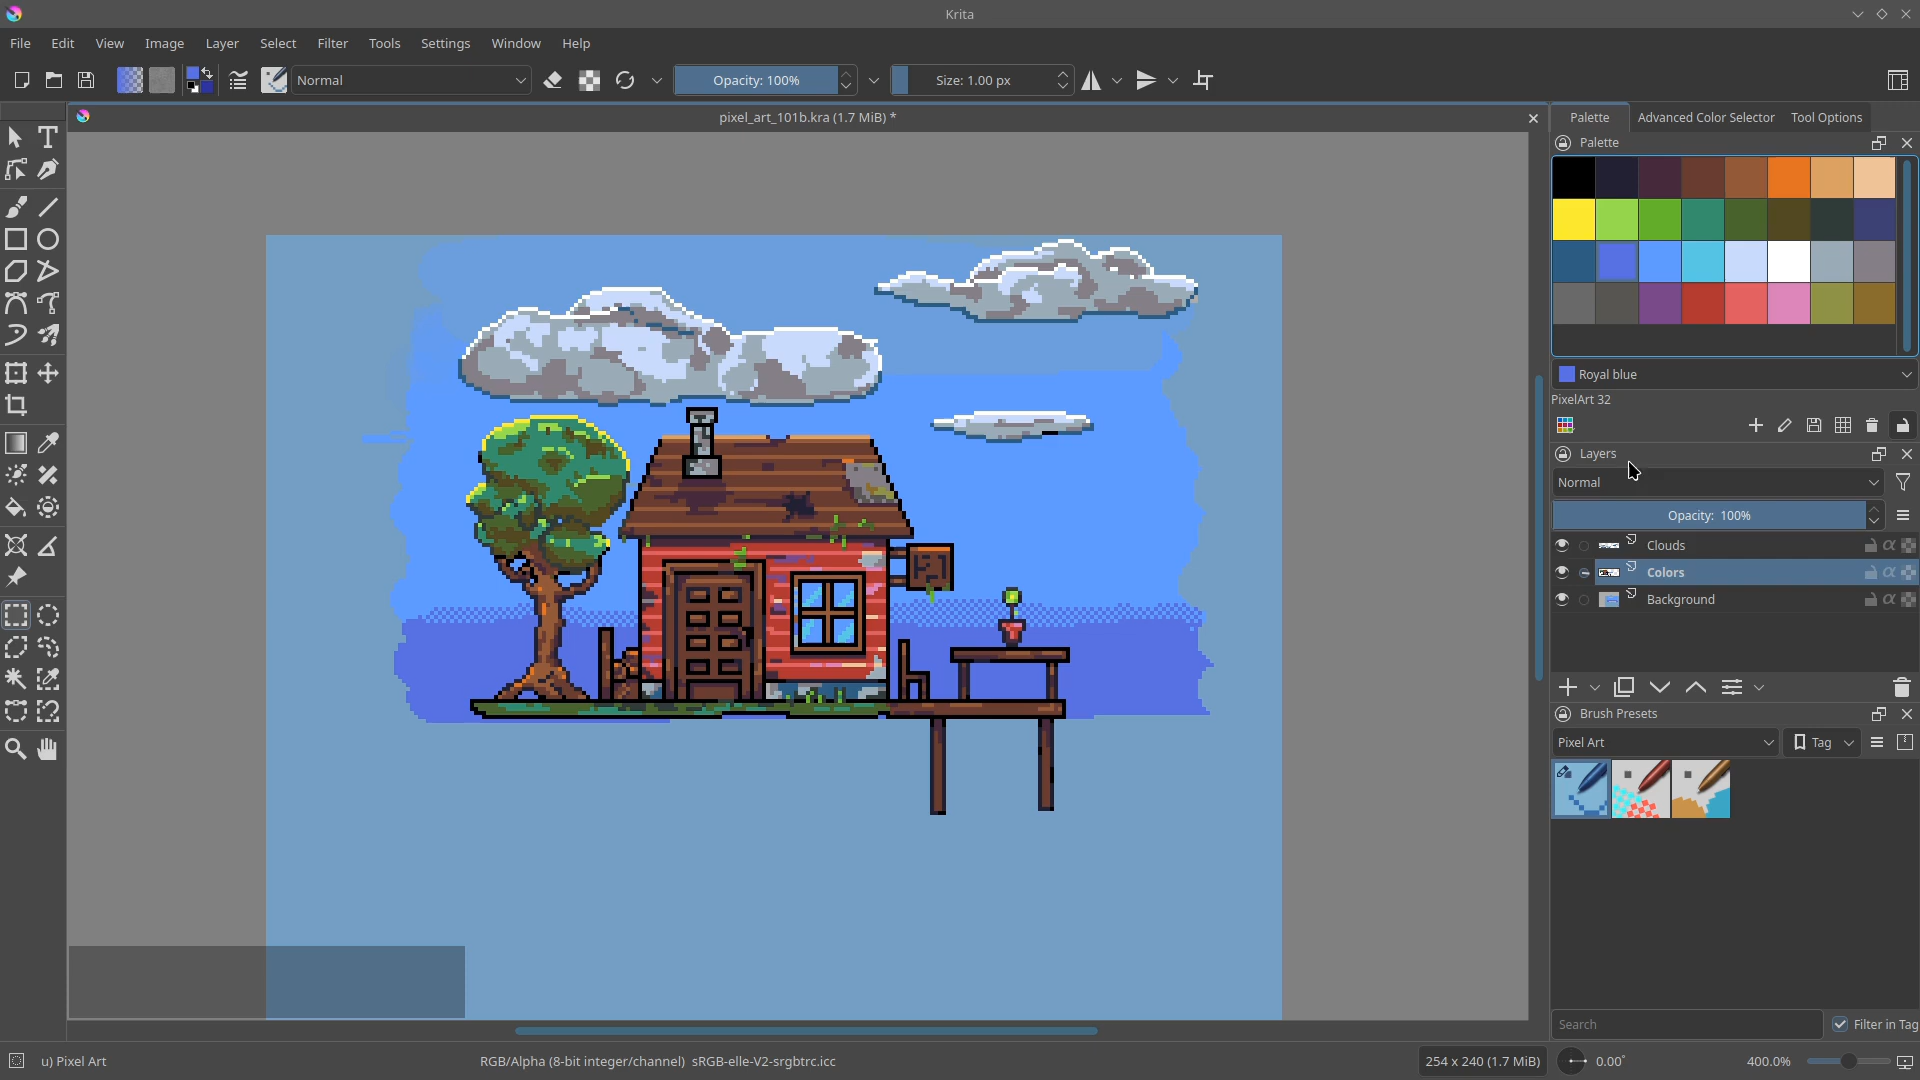 Krita
File Edit View Image Layer Select Filter Tools Settings Window Help
Normal Opacity: 100% Size: 1.00 px
pixel_art_101b.kra (1.7 MiB) *
Palette Advanced Color Selector Tool Options
Palette
Royal blue
PixelArt 32
Layers
Normal
Opacity: 100%
Clouds
Colors
Background
Brush Presets
Pixel Art Tag
Search Filter in Tag
u) Pixel Art RGB/Alpha (8-bit integer/channel) sRGB-elle-V2-srgbtrc.icc 254 x 240 (1.7 MiB) 0.00° 400.0%